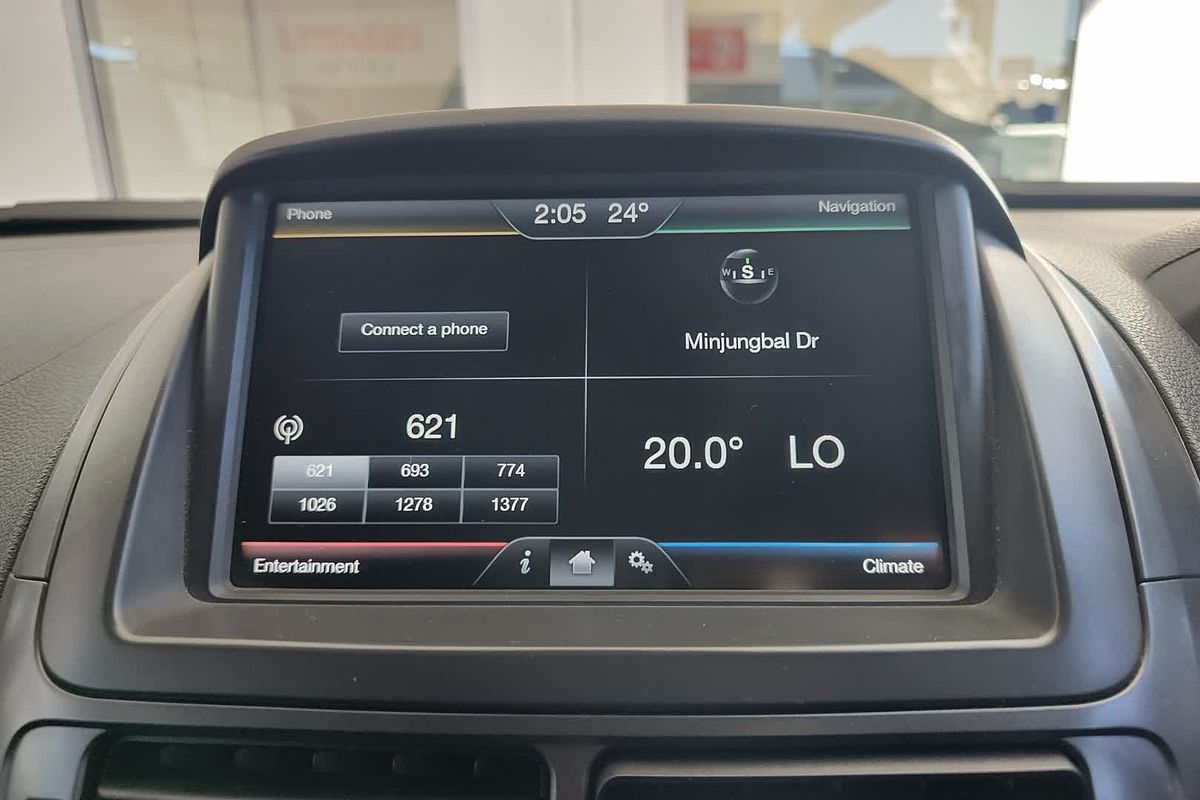 Phone
2:05 24°
Navigation
W S E
Connect a phone
Minjungbal Dr
621
621 693 774
1026 1278 1377
20.0° LO
Entertainment
i
Climate